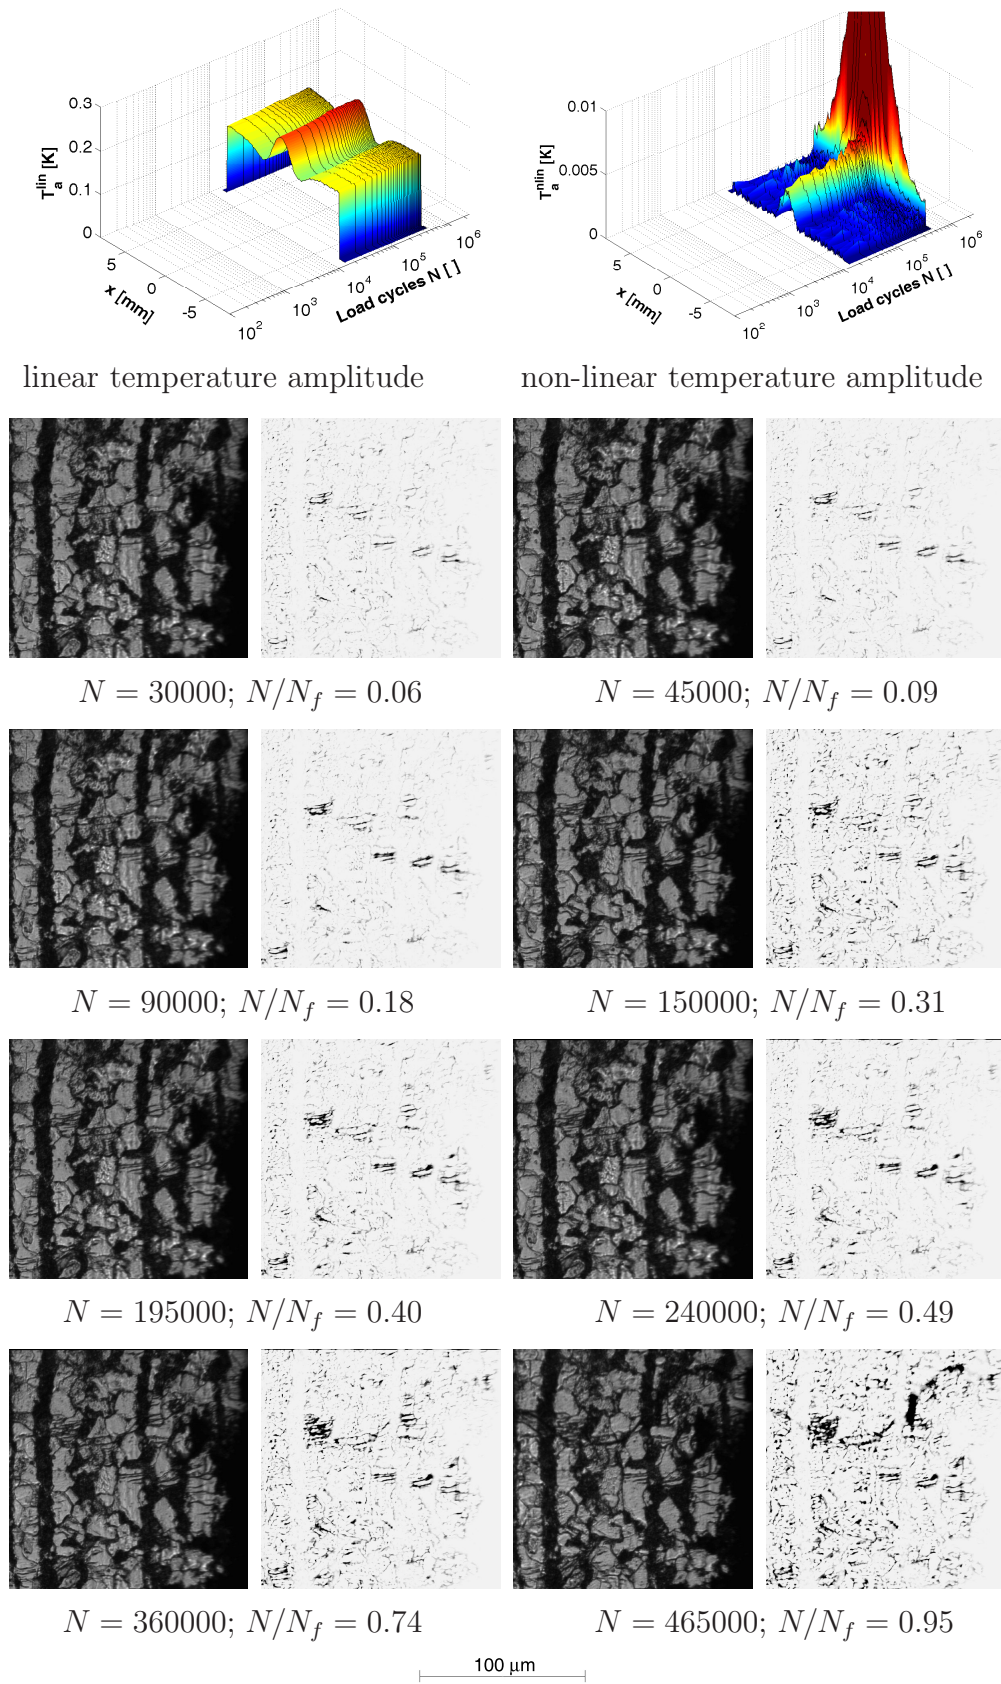 0.3
0.2
0.1
0
T_a^lin [K]
5
0
-5
x [mm]
10^2
10^3
10^4
10^5
10^6
Load cycles N [ ]
0.01
0.005
0
T_a^nlin [K]
5
0
-5
x [mm]
10^2
10^3
10^4
10^5
10^6
Load cycles N [ ]
linear temperature amplitude
non-linear temperature amplitude
N = 30000; N/N_f = 0.06
N = 45000; N/N_f = 0.09
N = 90000; N/N_f = 0.18
N = 150000; N/N_f = 0.31
N = 195000; N/N_f = 0.40
N = 240000; N/N_f = 0.49
N = 360000; N/N_f = 0.74
N = 465000; N/N_f = 0.95
100 μm